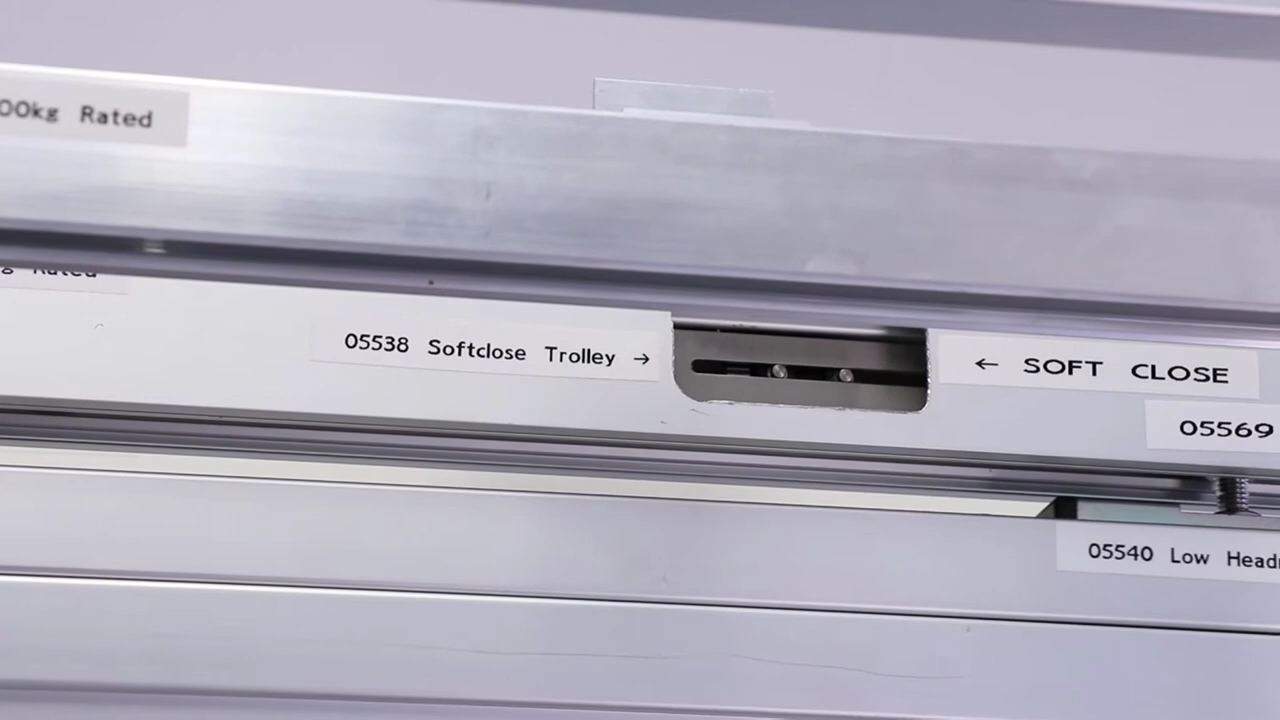 00kg Rated
Rated
05538 Softclose Trolley →
← SOFT CLOSE
05569
05540 Low Head